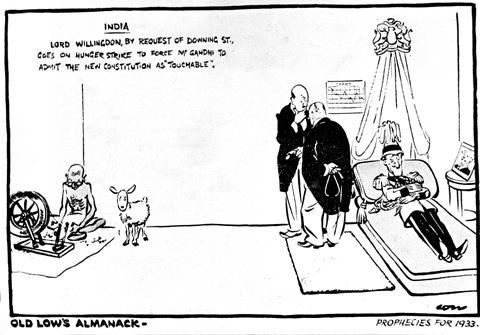 INDIA
LORD WILLINGDON, BY REQUEST OF DOWNING ST.,
GOES ON HUNGER STRIKE TO FORCE Mr GANDHI TO
ADMIT THE NEW CONSTITUTION AS "TOUCHABLE".
LOW
OLD LOW'S ALMANACK-
PROPHECIES FOR 1933.